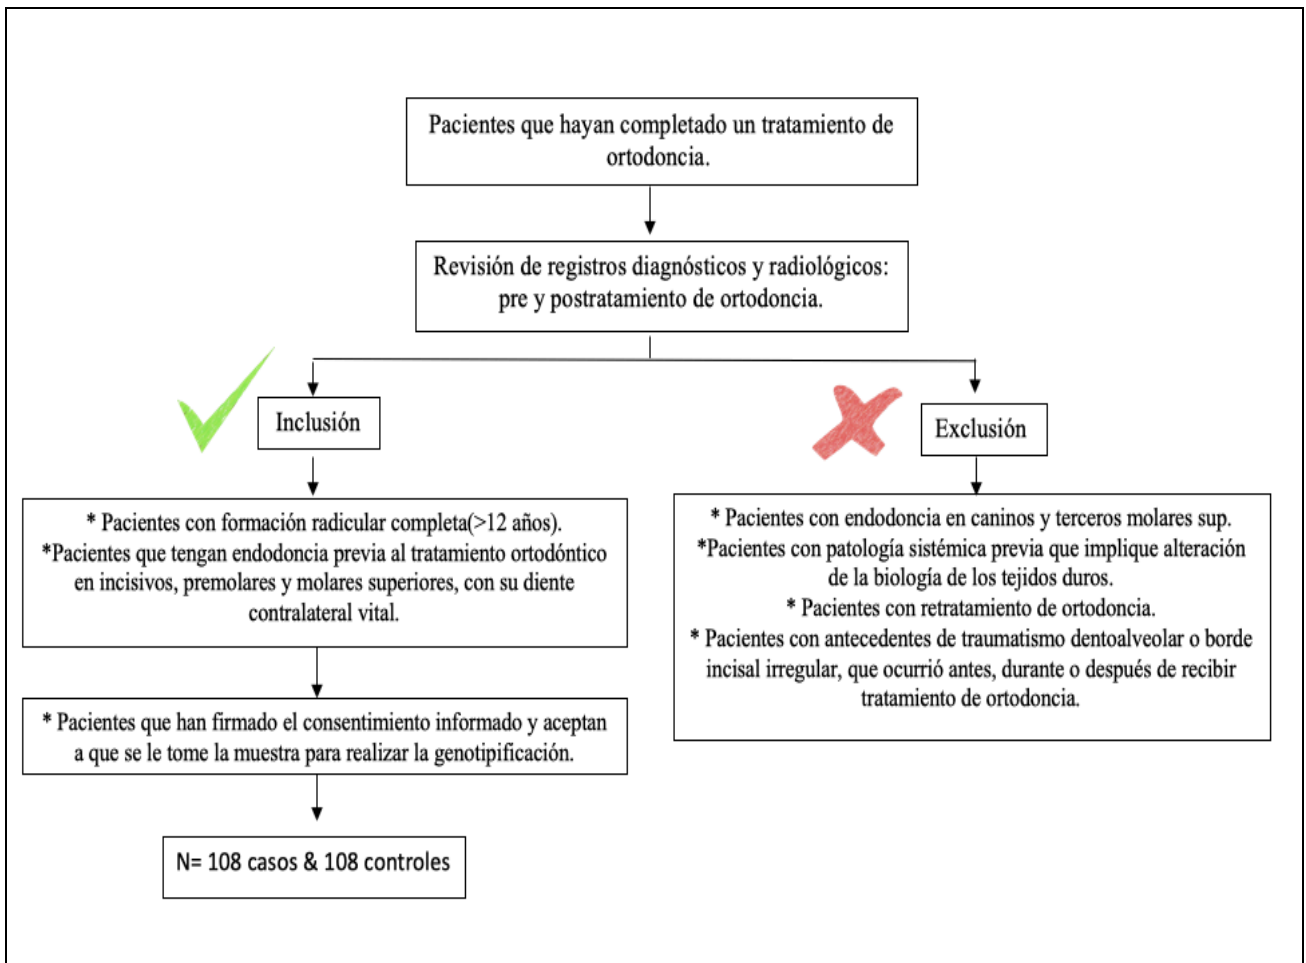 Pacientes que hayan completado un tratamiento de
ortodoncia.
Revisión de registros diagnósticos y radiológicos:
pre y postratamiento de ortodoncia.
Inclusión
* Pacientes con formación radicular completa(>12 años).
*Pacientes que tengan endodoncia previa al tratamiento ortodóntico
en incisivos, premolares y molares superiores, con su diente
contralateral vital.
* Pacientes que han firmado el consentimiento informado y aceptan
a que se le tome la muestra para realizar la genotipificación.
N= 108 casos & 108 controles
Exclusión
* Pacientes con endodoncia en caninos y terceros molares sup.
*Pacientes con patología sistémica previa que implique alteración
de la biología de los tejidos duros.
* Pacientes con retratamiento de ortodoncia.
* Pacientes con antecedentes de traumatismo dentoalveolar o borde
incisal irregular, que ocurrió antes, durante o después de recibir
tratamiento de ortodoncia.